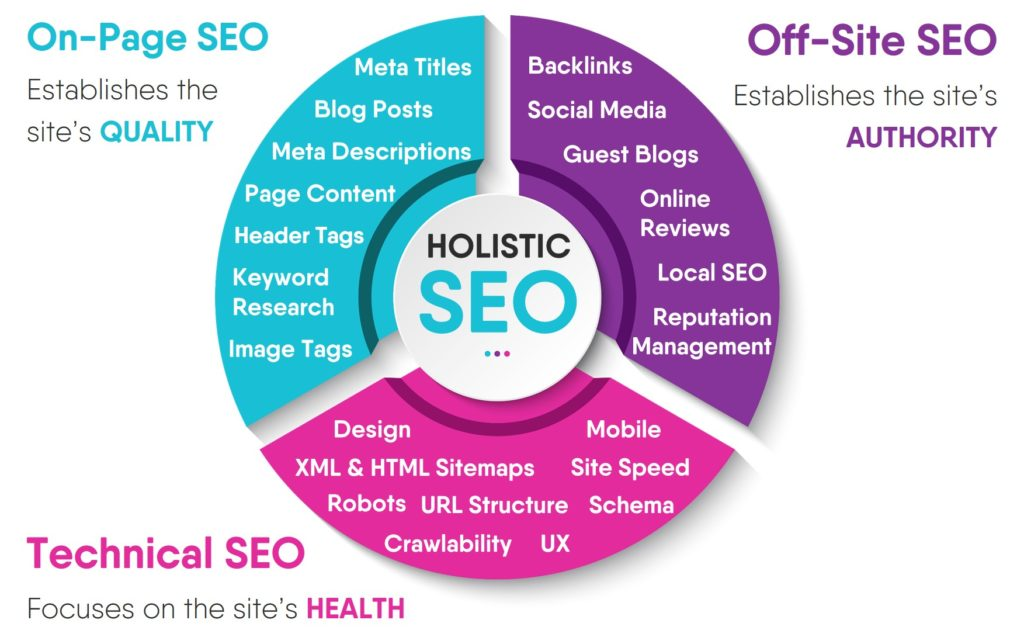 On-Page SEO
Establishes the
site's QUALITY
Meta Titles
Blog Posts
Meta Descriptions
Page Content
Header Tags
Keyword
Research
Image Tags
Off-Site SEO
Establishes the site's
AUTHORITY
Backlinks
Social Media
Guest Blogs
Online
Reviews
Local SEO
Reputation
Management
HOLISTIC
SEO
Technical SEO
Focuses on the site's HEALTH
Design
Mobile
XML & HTML Sitemaps
Site Speed
Robots
URL Structure
Schema
Crawlability
UX